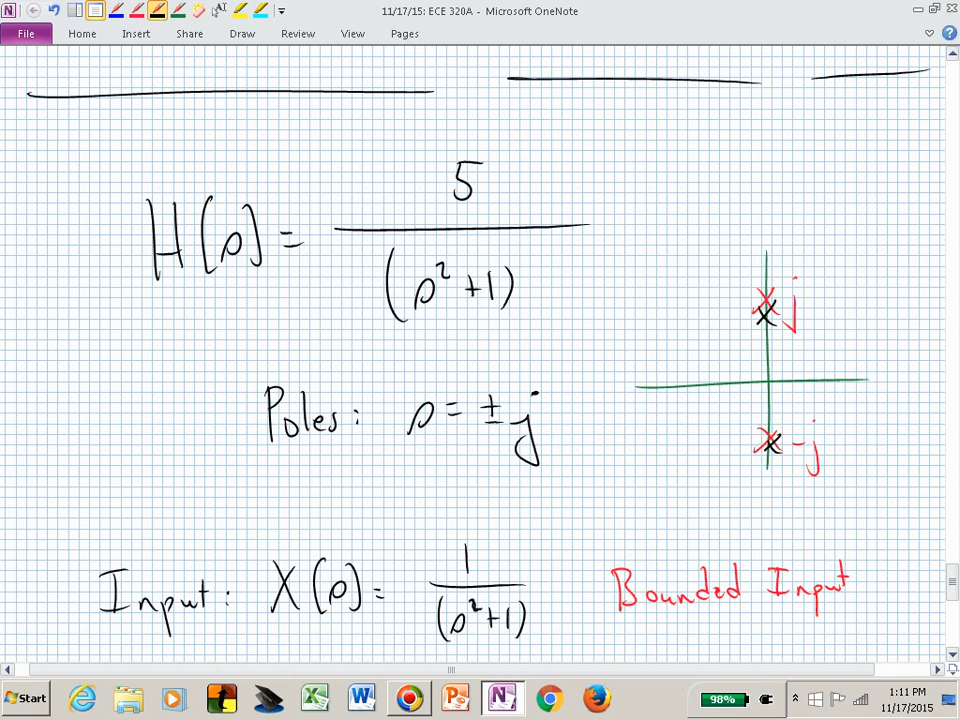 11/17/15: ECE 320A - Microsoft OneNote
File Home Insert Share Draw Review View Pages
H(s) = 5 / (s² + 1)
j
Poles: s = ± j
-j
Input: X(s) = 1 / (s² + 1) Bounded Input
Start 98% 1:11 PM
11/17/2015